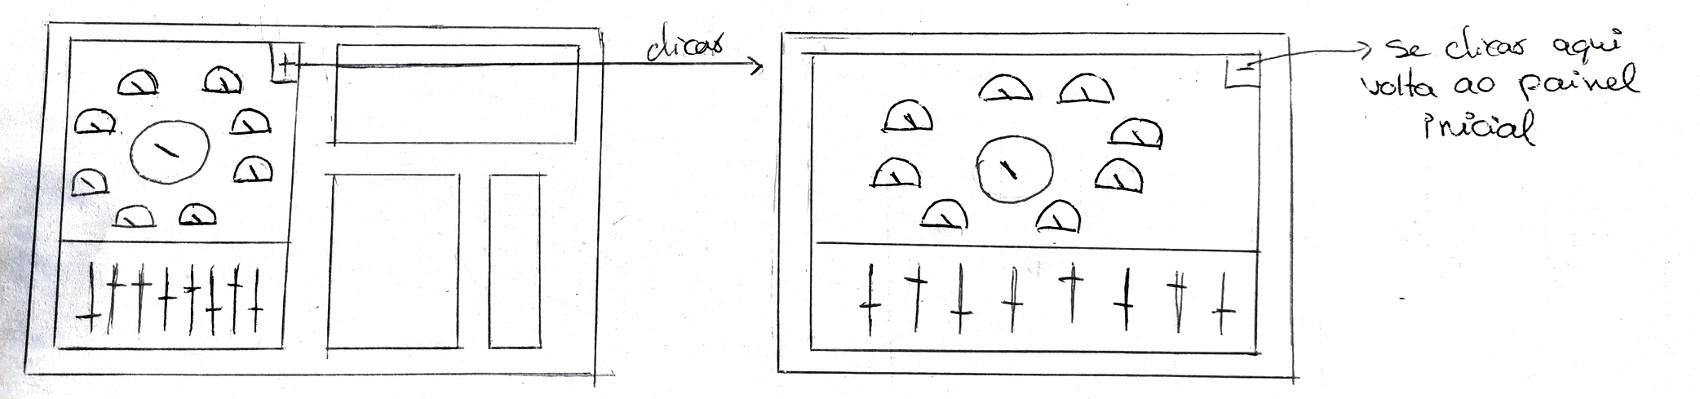 clicar
se clicar aqui
volta ao painel
inicial